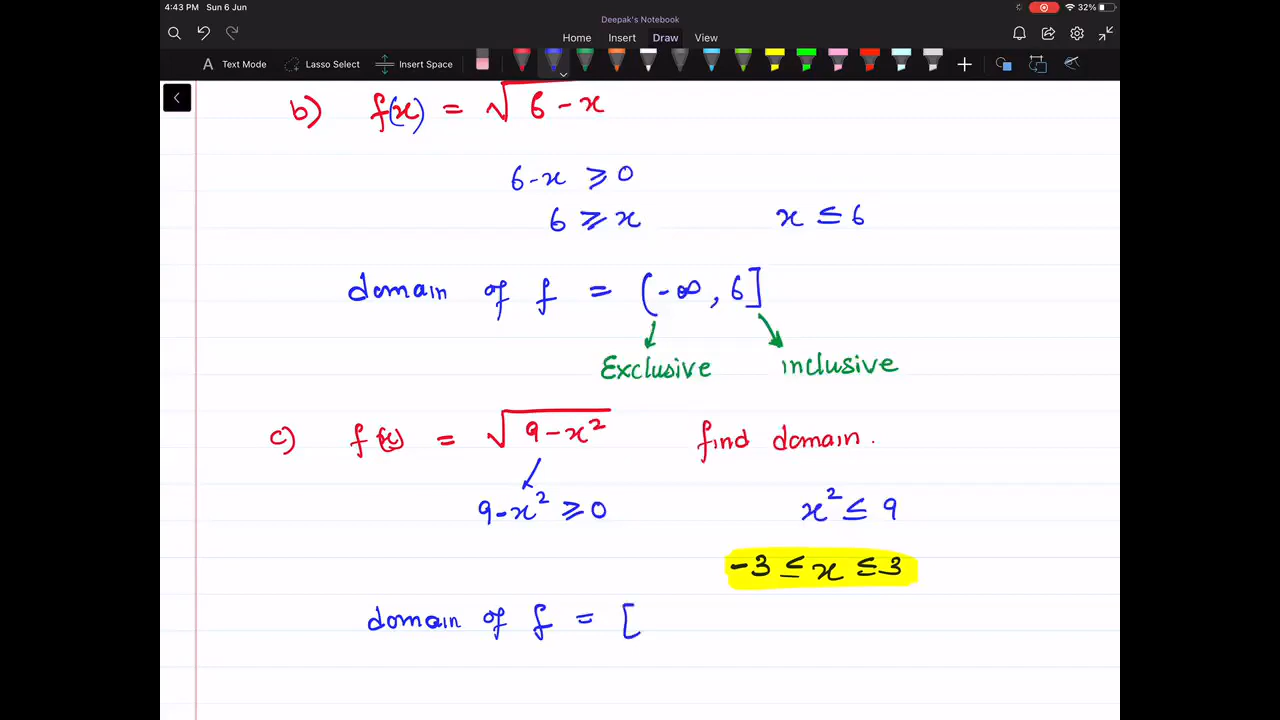 4:43 PM Sun 6 Jun 32%
Deepak's Notebook
Home Insert Draw View
A Text Mode Lasso Select Insert Space
b) f(x) = √6-x
6-x ≥ 0
6 ≥ x x ≤ 6
domain of f = (-∞, 6]
Exclusive Inclusive
c) f(x) = √9-x² find domain.
9-x² ≥ 0 x² ≤ 9
-3 ≤ x ≤ 3
domain of f = [